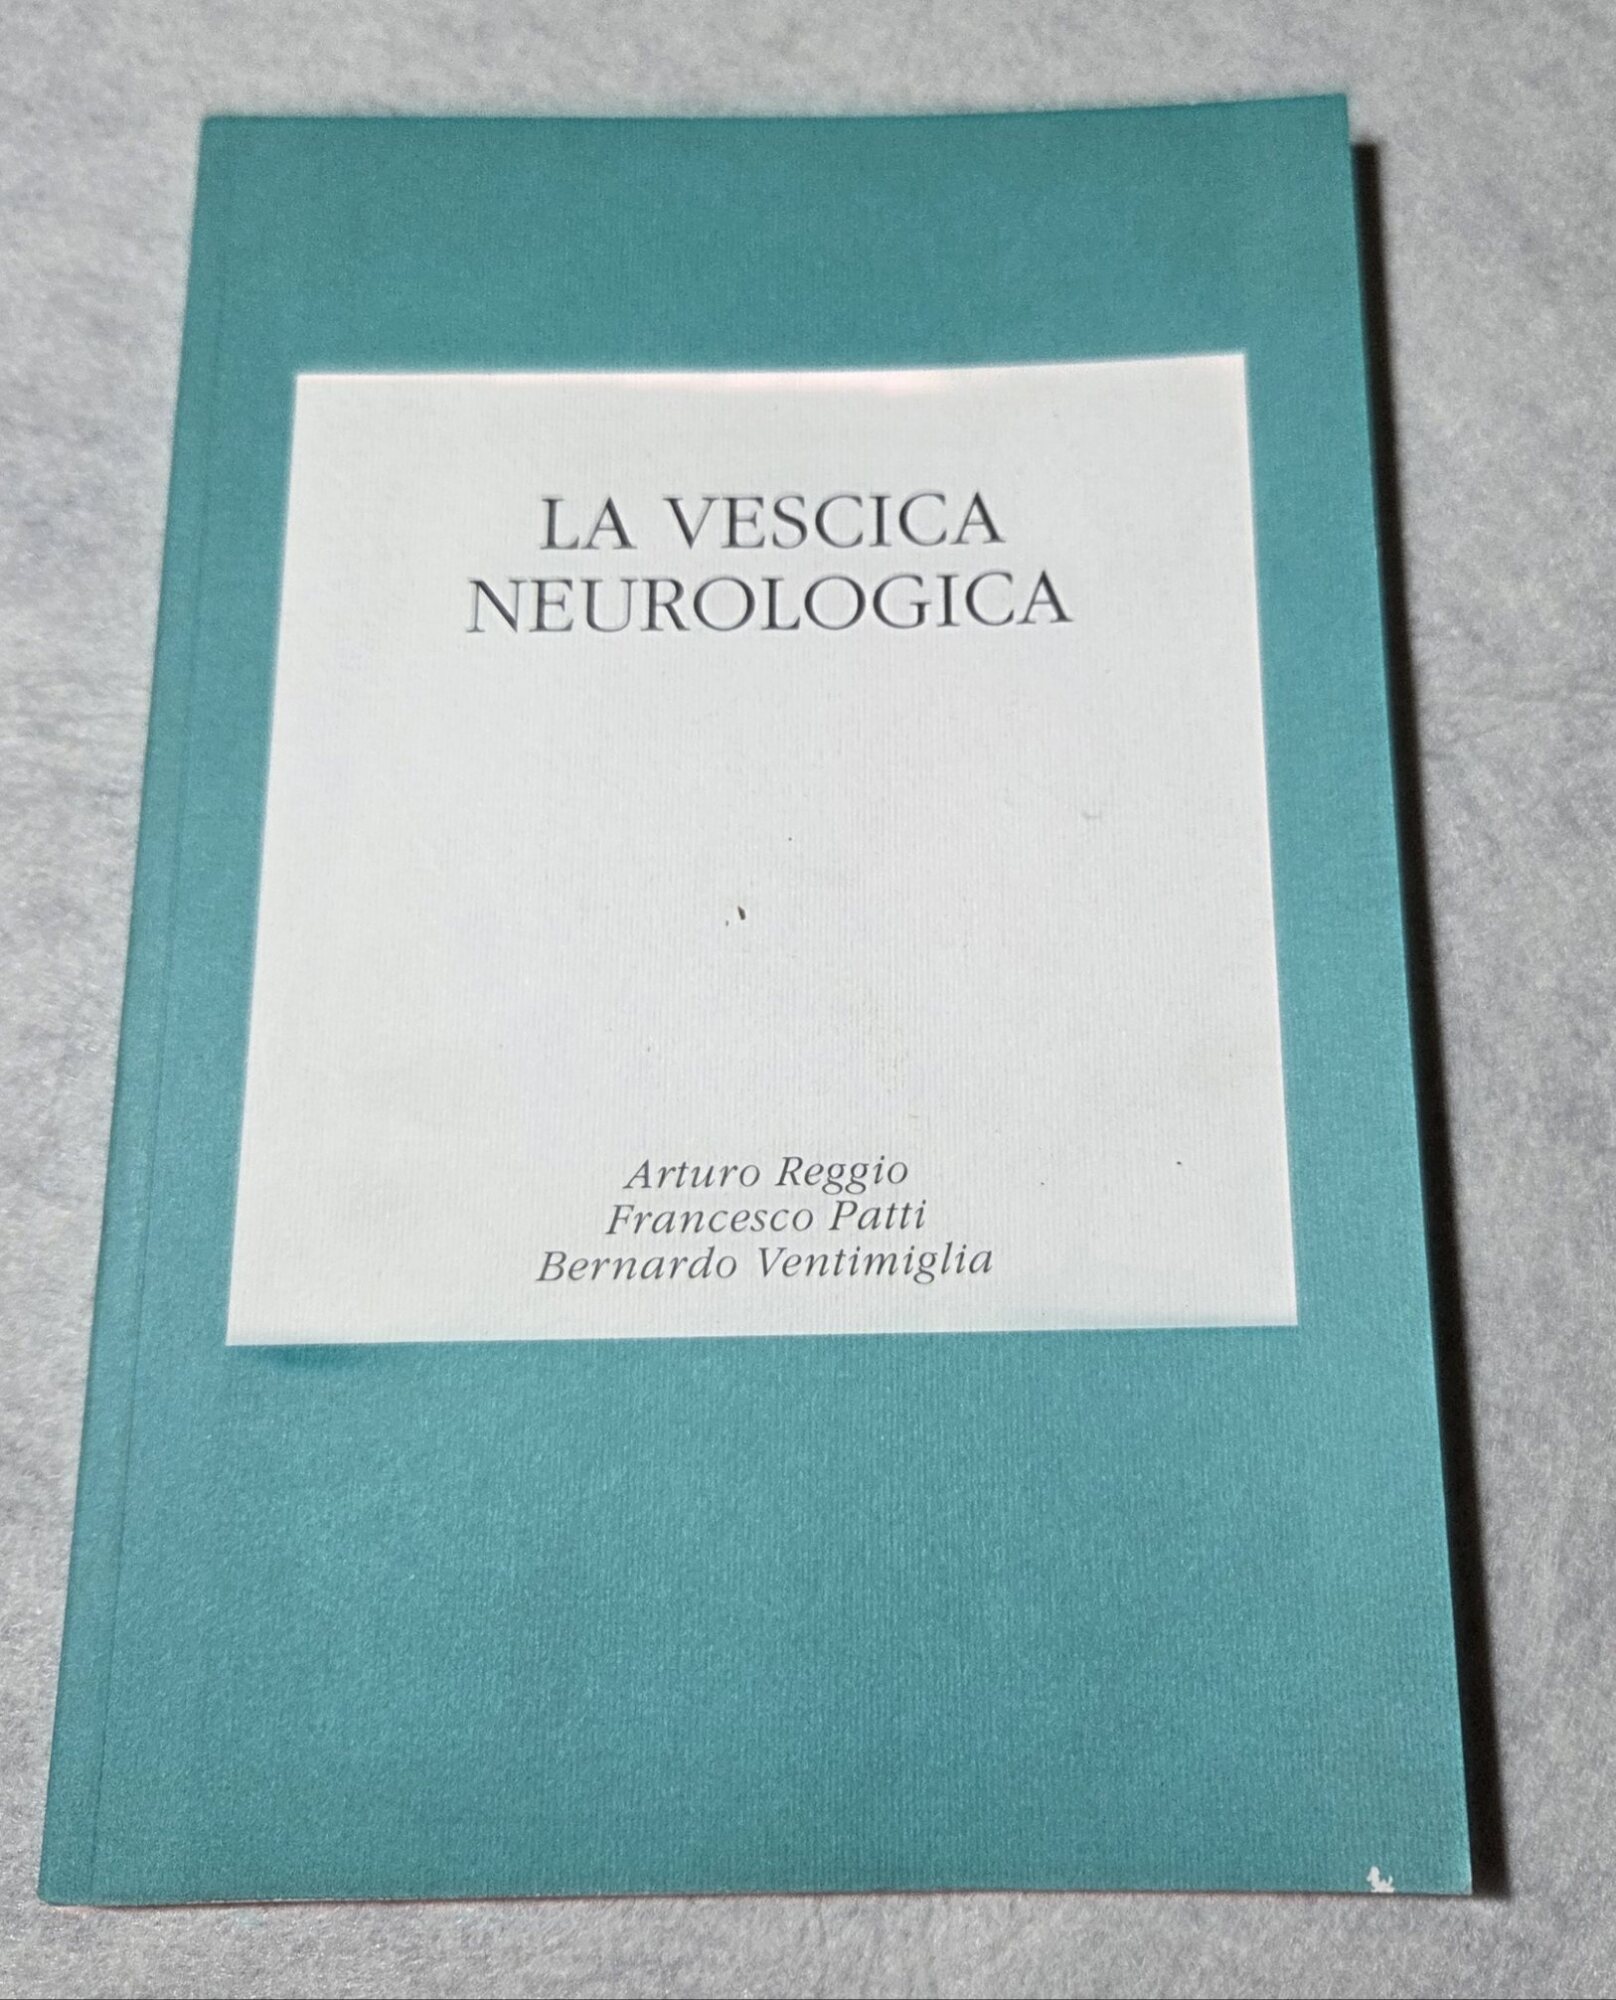 LA VESCICA
NEUROLOGICA
Arturo Reggio
Francesco Patti
Bernardo Ventimiglia